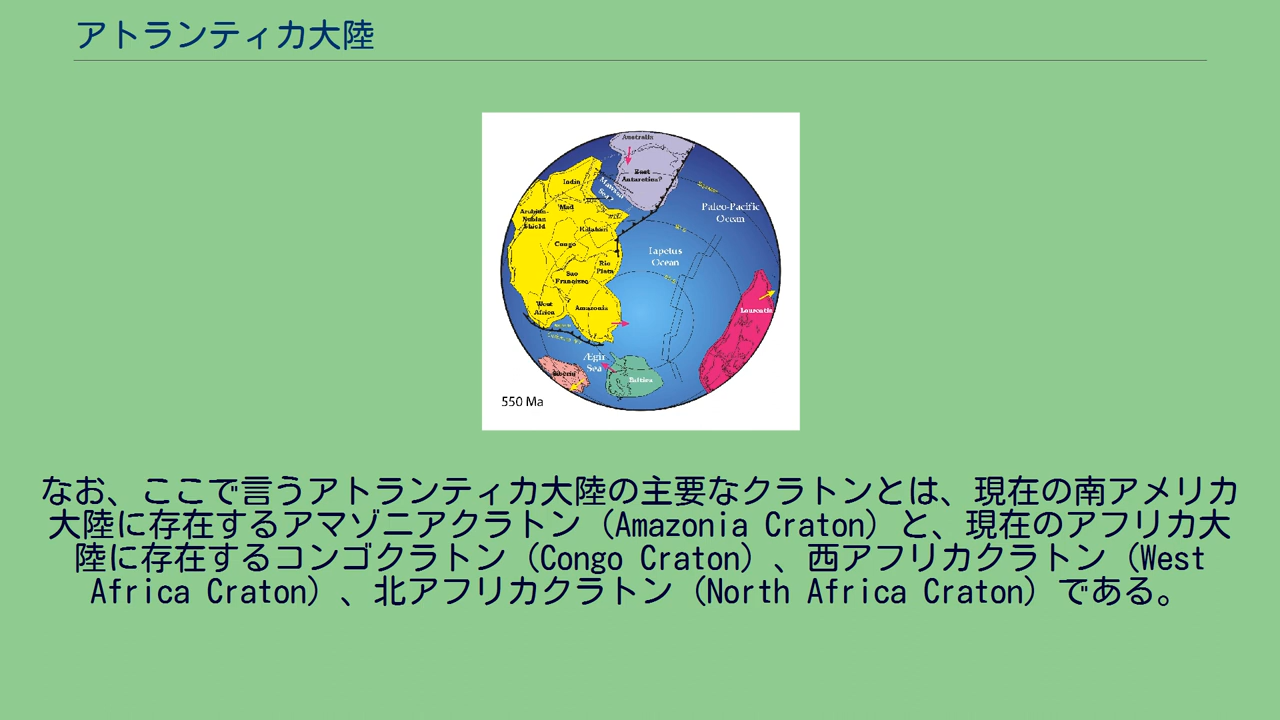 アトランティカ大陸
Australia
East
Antarctica?
India
Mawson
Sea
Mad
Arabian-
Nubian
Shield
Kalahari
Paleo-Pacific
Ocean
Congo
Iapetus
Ocean
Rio
Plata
Sao
Francisco
West
Africa
Amazonia
Laurentia
Ægir
Sea
Siberia
Baltica
550 Ma
なお、ここで言うアトランティカ大陸の主要なクラトンとは、現在の南アメリカ
大陸に存在するアマゾニアクラトン（Amazonia Craton）と、現在のアフリカ大
陸に存在するコンゴクラトン（Congo Craton）、西アフリカクラトン（West
Africa Craton）、北アフリカクラトン（North Africa Craton）である。